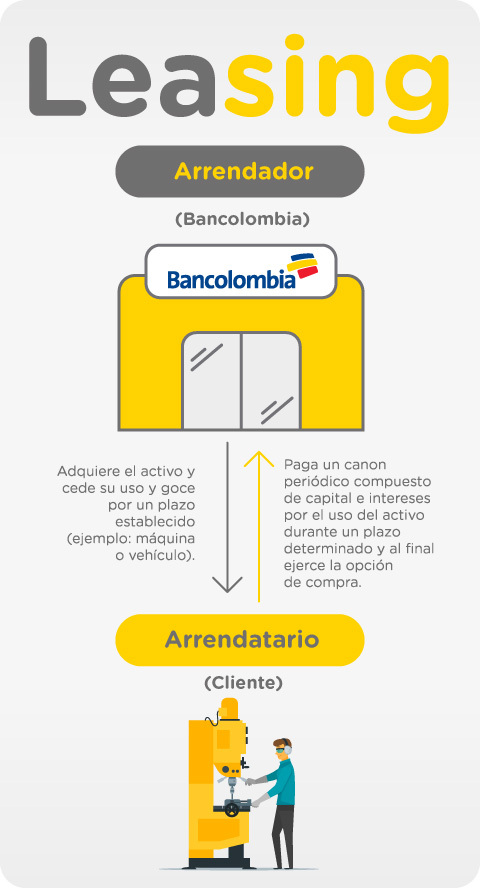 Leasing
Arrendador
(Bancolombia)
Bancolombia
Adquiere el activo y
cede su uso y goce
por un plazo
establecido
(ejemplo: máquina
o vehículo).
Paga un canon
periódico compuesto
de capital e intereses
por el uso del activo
durante un plazo
determinado y al final
ejerce la opción
de compra.
Arrendatario
(Cliente)